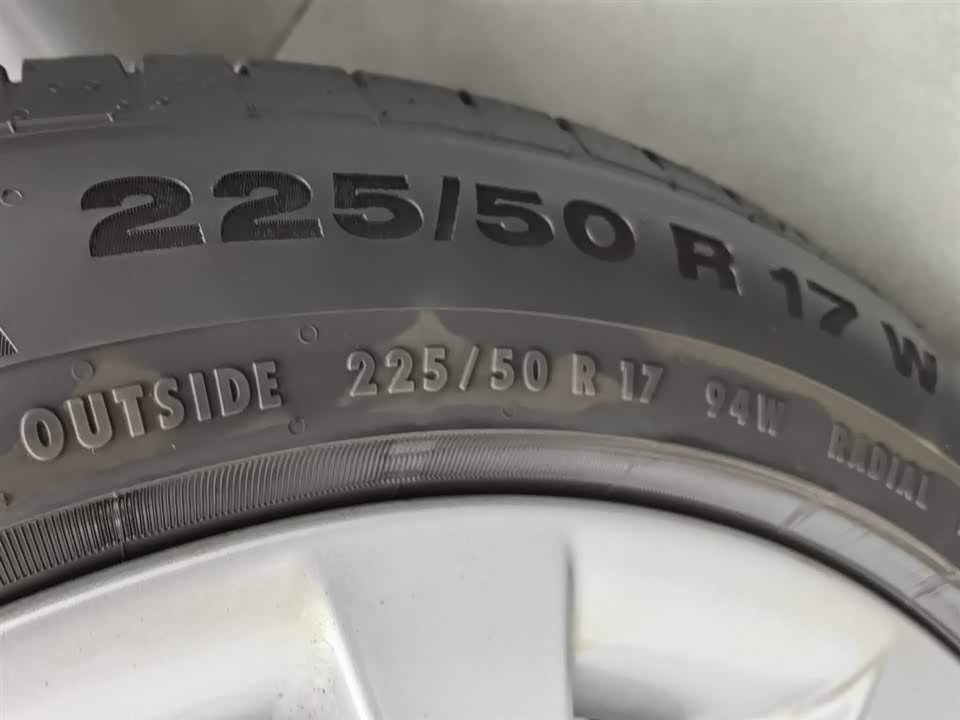 225/50 R 17 W
OUTSIDE 225/50 R 17 94W RADIAL